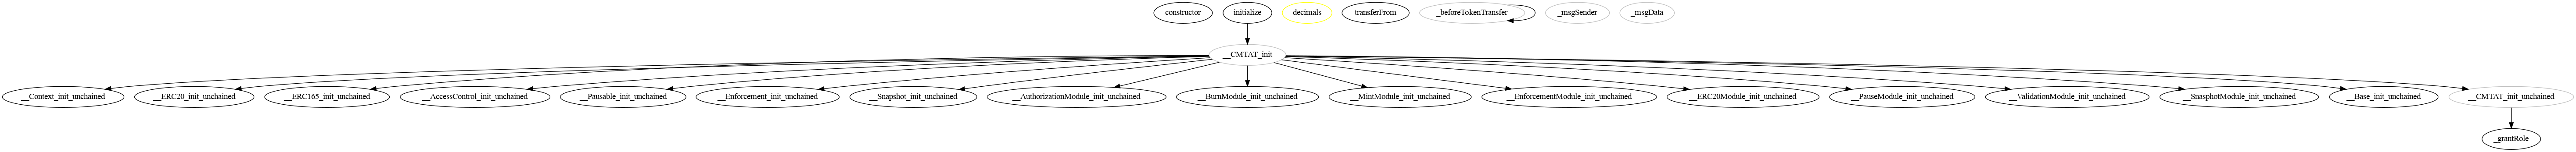 constructor
initialize
decimals
transferFrom
_beforeTokenTransfer
_msgSender
_msgData
__CMTAT_init
__Context_init_unchained
__ERC20_init_unchained
__ERC165_init_unchained
__AccessControl_init_unchained
__Pausable_init_unchained
__Enforcement_init_unchained
__Snapshot_init_unchained
__AuthorizationModule_init_unchained
__BurnModule_init_unchained
__MintModule_init_unchained
__EnforcementModule_init_unchained
__ERC20Module_init_unchained
__PauseModule_init_unchained
__ValidationModule_init_unchained
__SnasphotModule_init_unchained
__Base_init_unchained
__CMTAT_init_unchained
_grantRole